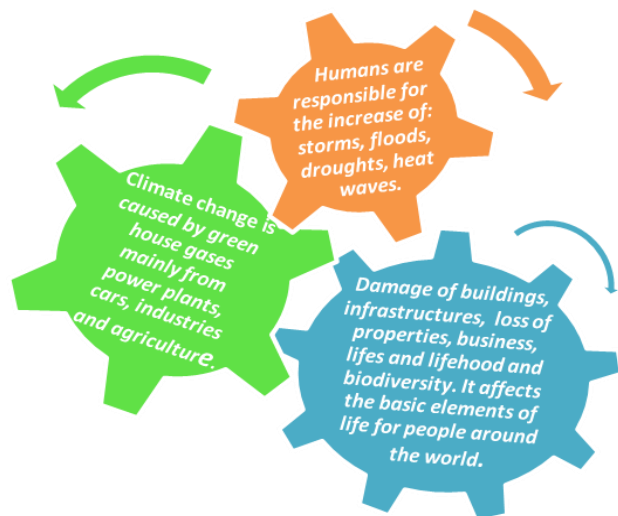 Humans are
responsible for
the increase of:
storms, floods,
droughts, heat
waves.
Climate change is
caused by green
house gases
mainly from
power plants,
cars, industries
and agriculture.
Damage of buildings,
infrastructures, loss of
properties, business,
lifes and lifehood and
biodiversity. It affects
the basic elements of
life for people around
the world.